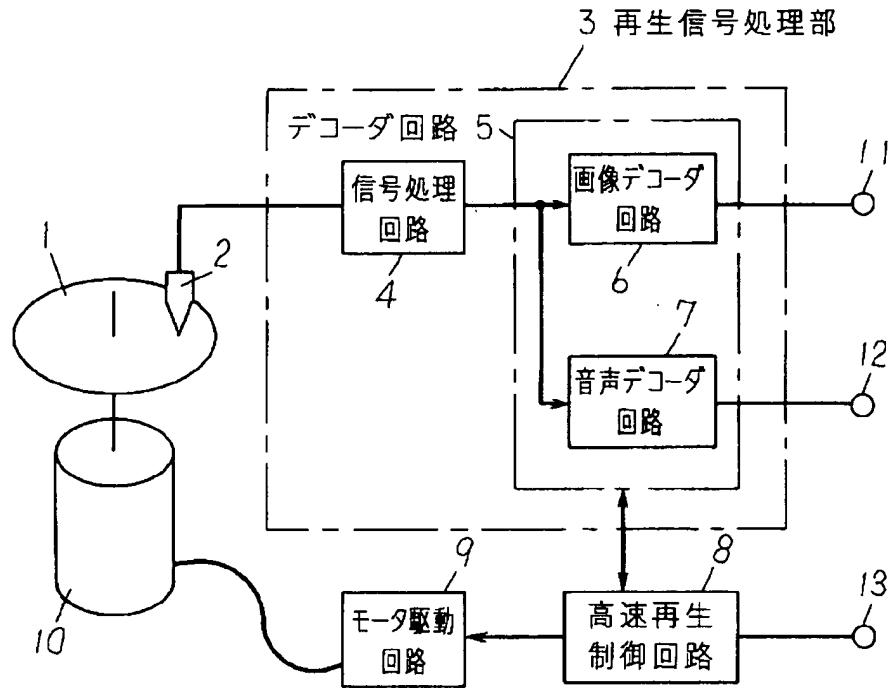 3 再生信号処理部
デコーダ回路 5
11
信号処理
回路
4
画像デコーダ
回路
6
1
2
7
12
音声デコーダ
回路
9
8
13
モータ駆動
回路
高速再生
制御回路
10